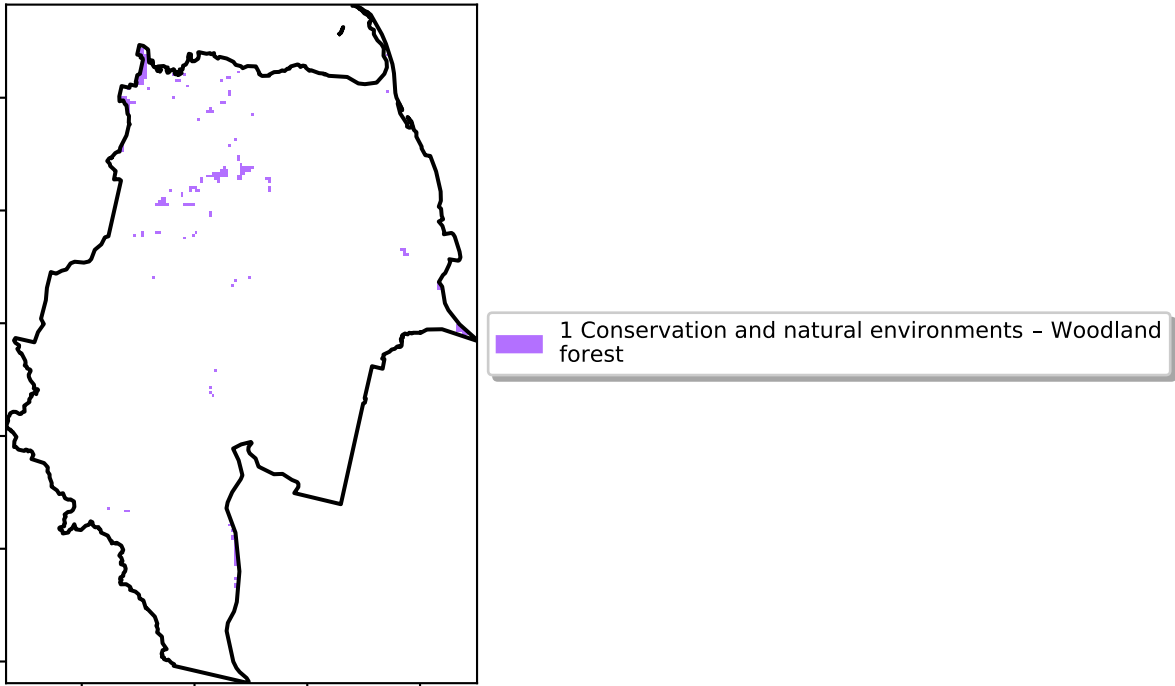 1 Conservation and natural environments – Woodland
forest